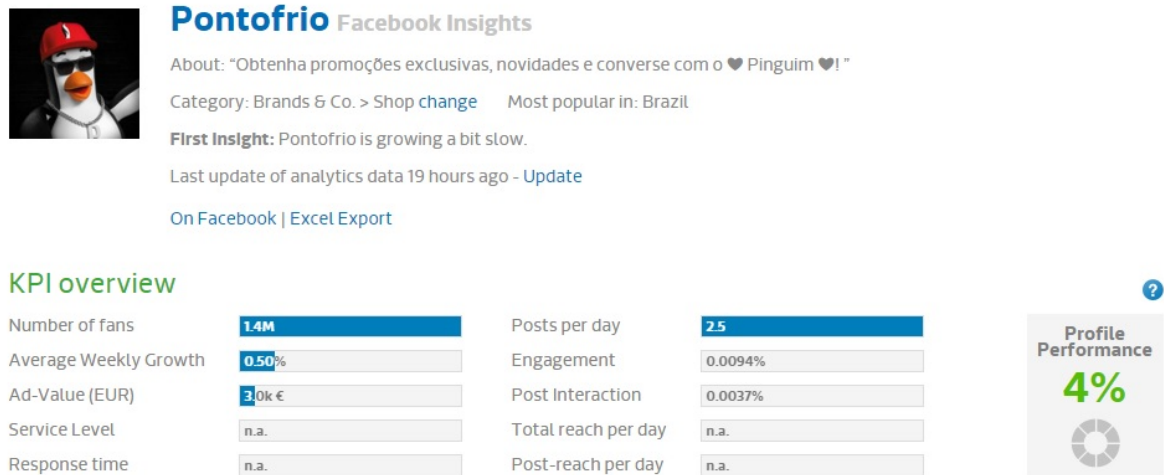 Pontofrio Facebook Insights
About: “Obtenha promoções exclusivas, novidades e converse com o ♥ Pinguim ♥! ”
Category: Brands & Co. > Shop change Most popular in: Brazil
First Insight: Pontofrio is growing a bit slow.
Last update of analytics data 19 hours ago - Update
On Facebook | Excel Export
KPI overview
?
Number of fans 1.4M Posts per day 2.5
Average Weekly Growth 0.50% Engagement 0.0094%
Ad-Value (EUR) 3.0k € Post Interaction 0.0037%
Service Level n.a. Total reach per day n.a.
Response time n.a. Post-reach per day n.a.
Profile
Performance
4%